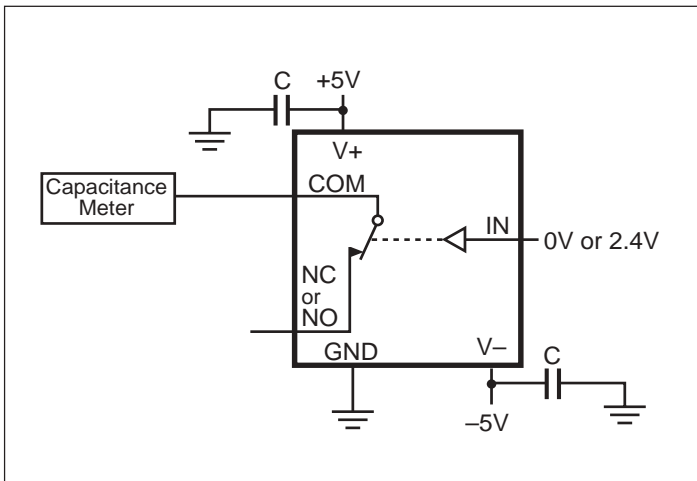 C
+5V
V+
Capacitance
Meter
COM
IN
0V or 2.4V
NC
or
NO
GND
V–
C
–5V